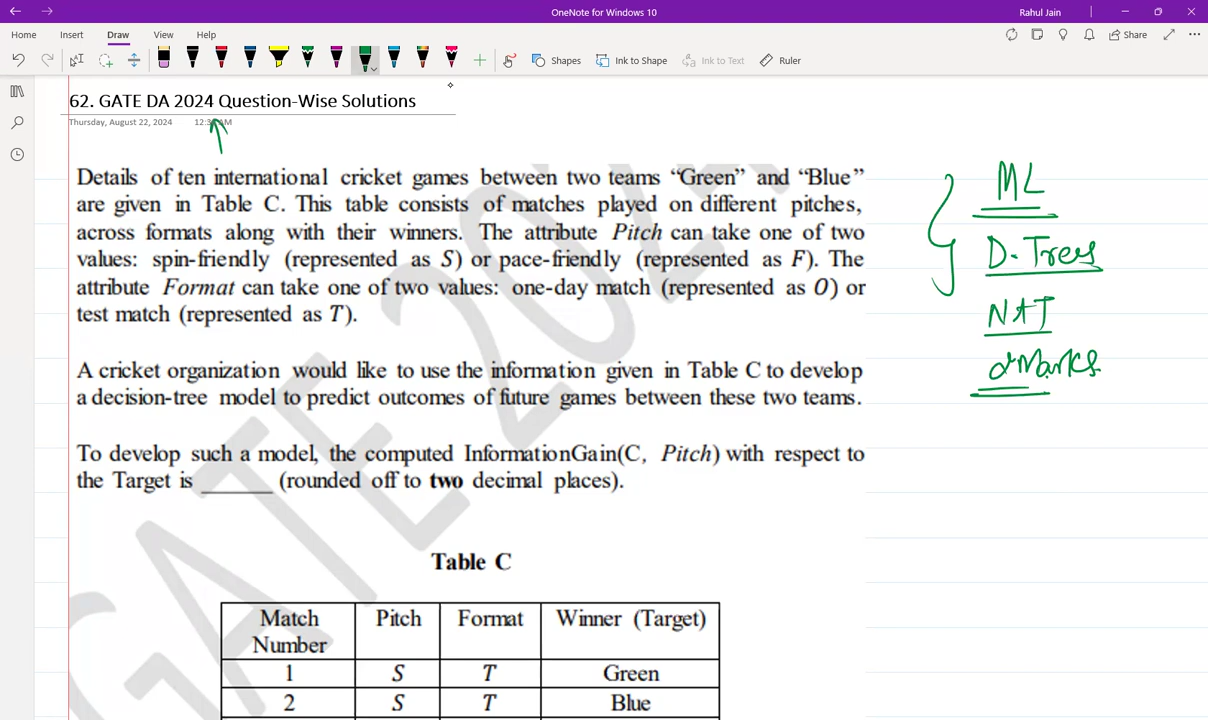 OneNote for Windows 10
Rahul Jain
Home Insert Draw View Help
Share
Shapes Ink to Shape Ink to Text Ruler
62. GATE DA 2024 Question-Wise Solutions
Thursday, August 22, 2024
Details of ten international cricket games between two teams “Green” and “Blue”
are given in Table C. This table consists of matches played on different pitches,
across formats along with their winners. The attribute Pitch can take one of two
values: spin-friendly (represented as S) or pace-friendly (represented as F). The
attribute Format can take one of two values: one-day match (represented as O) or
test match (represented as T).
A cricket organization would like to use the information given in Table C to develop
a decision-tree model to predict outcomes of future games between these two teams.
To develop such a model, the computed InformationGain(C, Pitch) with respect to
the Target is ______ (rounded off to two decimal places).
ML
D. Trees
NAT
2 Marks
Table C
Match Number Pitch Format Winner (Target)
1 S T Green
2 S T Blue
GATE 2024